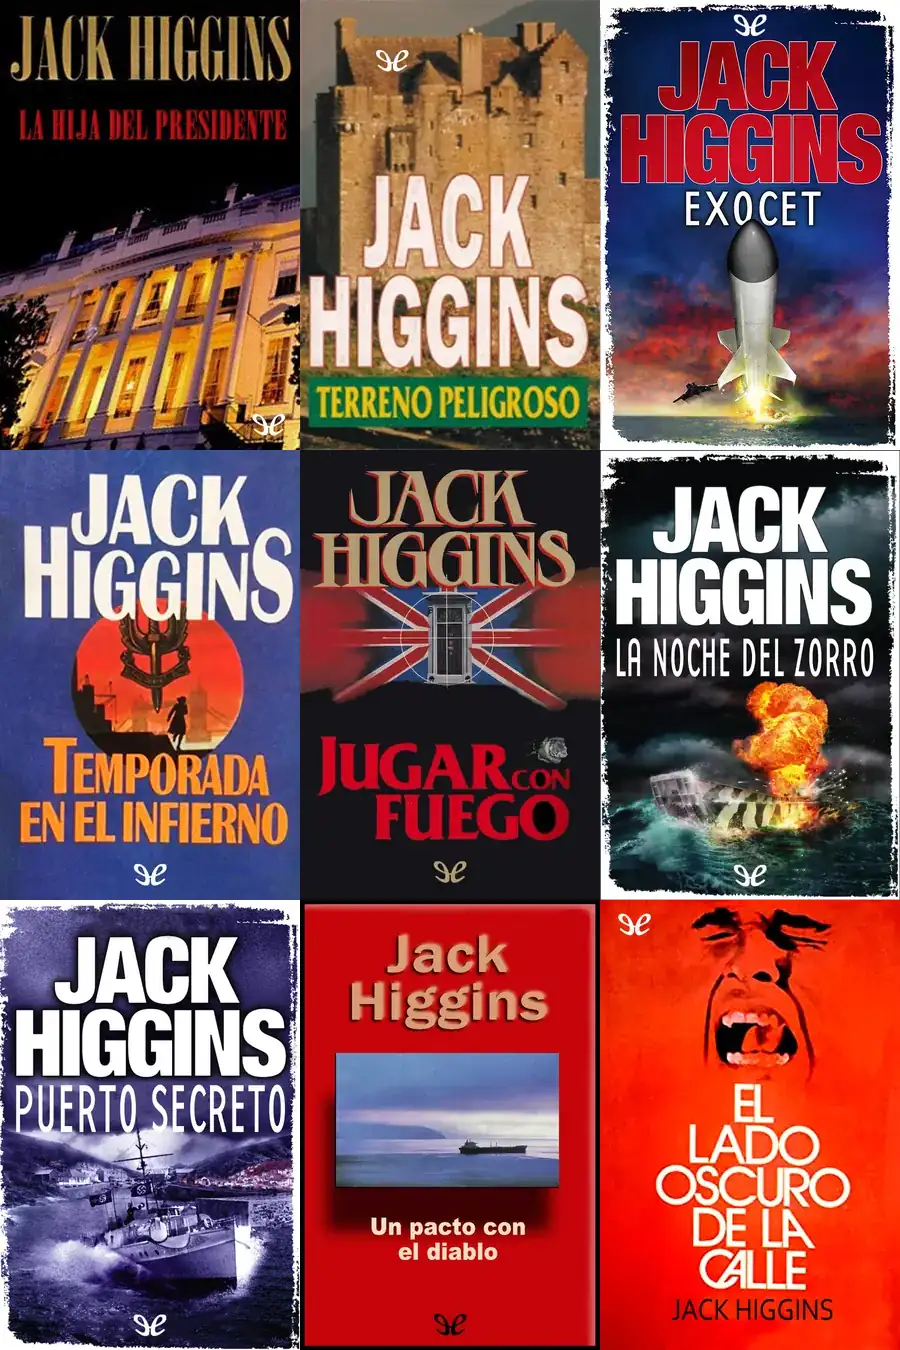 JACK HIGGINS
LA HIJA DEL PRESIDENTE
JACK
HIGGINS
TERRENO PELIGROSO
JACK
HIGGINS
EXOCET
JACK
HIGGINS
TEMPORADA
EN EL INFIERNO
JACK
HIGGINS
JUGAR CON
FUEGO
JACK
HIGGINS
LA NOCHE DEL ZORRO
JACK
HIGGINS
PUERTO SECRETO
Jack
Higgins
Un pacto con
el diablo
EL
LADO
OSCURO
DE LA
CALLE
JACK HIGGINS